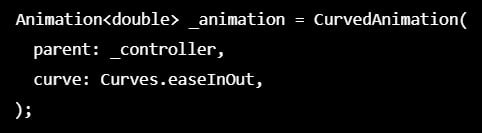 Animation<double> _animation = CurvedAnimation(
  parent: _controller,
  curve: Curves.easeInOut,
);